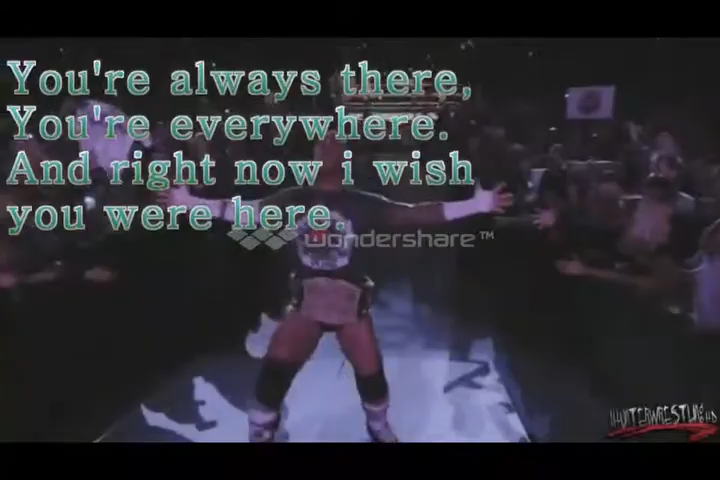 You're always there,
You're everywhere.
And right now i wish
you were here.
wondershare™